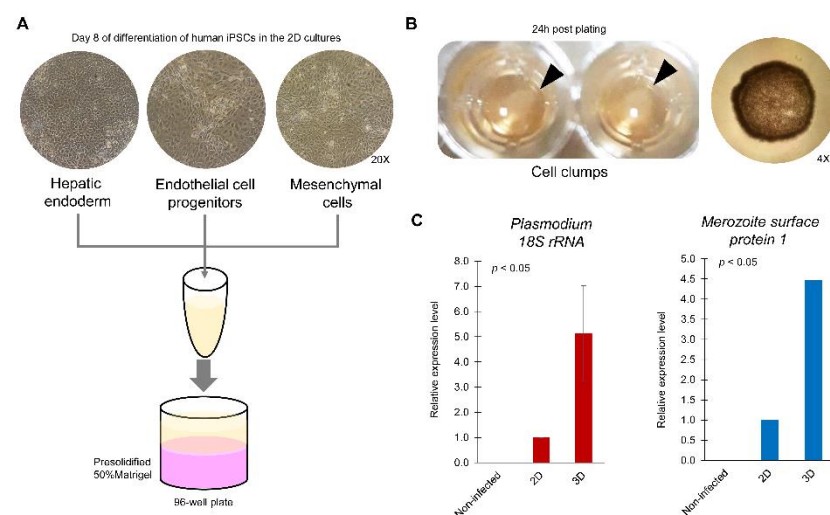 A
Day 8 of differentiation of human iPSCs in the 2D cultures
20X
Hepatic
endoderm
Endothelial cell
progenitors
Mesenchymal
cells
Presolidified
50%Matrigel
96-well plate
B
24h post plating
4X
Cell clumps
C
Plasmodium
18S rRNA
p < 0.05
Relative expression level
8.0
7.0
6.0
5.0
4.0
3.0
2.0
1.0
0.0
Non-infected
2D
3D
Merozoite surface
protein 1
p < 0.05
Relative expression level
5.0
4.5
4.0
3.5
3.0
2.5
2.0
1.5
1.0
0.5
0.0
Non-infected
2D
3D